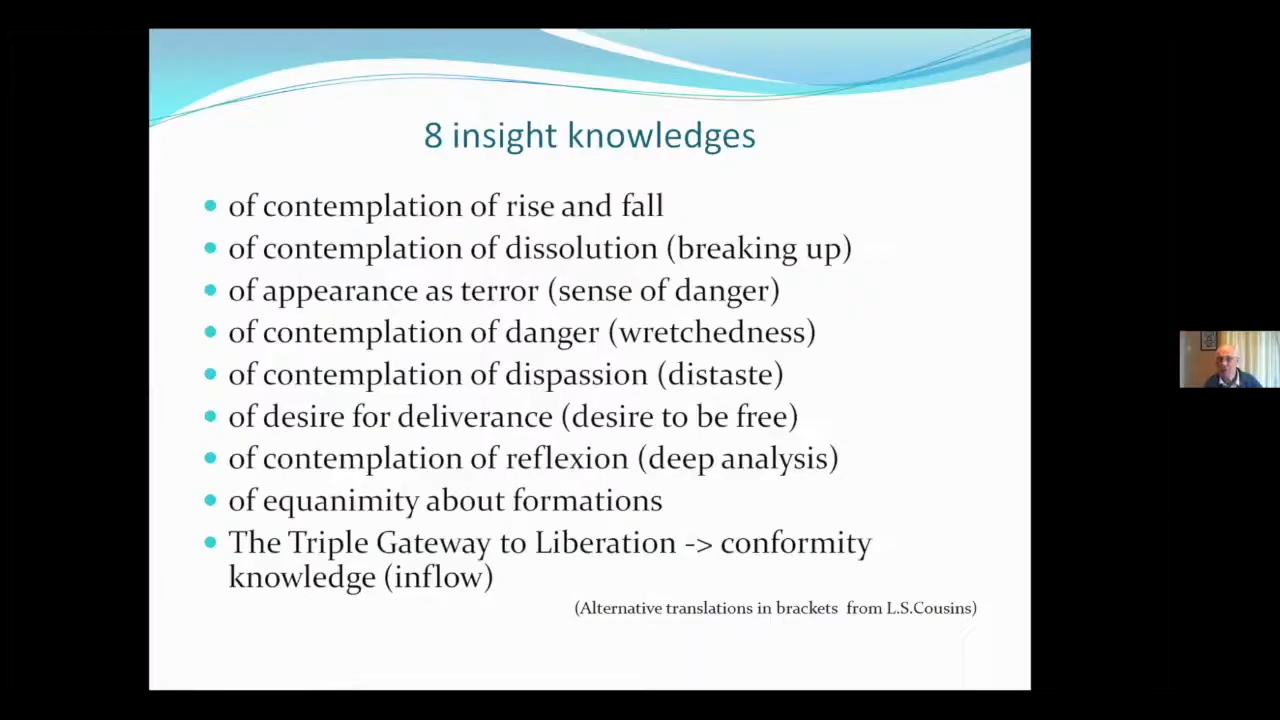 8 insight knowledges
of contemplation of rise and fall
of contemplation of dissolution (breaking up)
of appearance as terror (sense of danger)
of contemplation of danger (wretchedness)
of contemplation of dispassion (distaste)
of desire for deliverance (desire to be free)
of contemplation of reflexion (deep analysis)
of equanimity about formations
The Triple Gateway to Liberation -> conformity
knowledge (inflow)
(Alternative translations in brackets from L.S.Cousins)